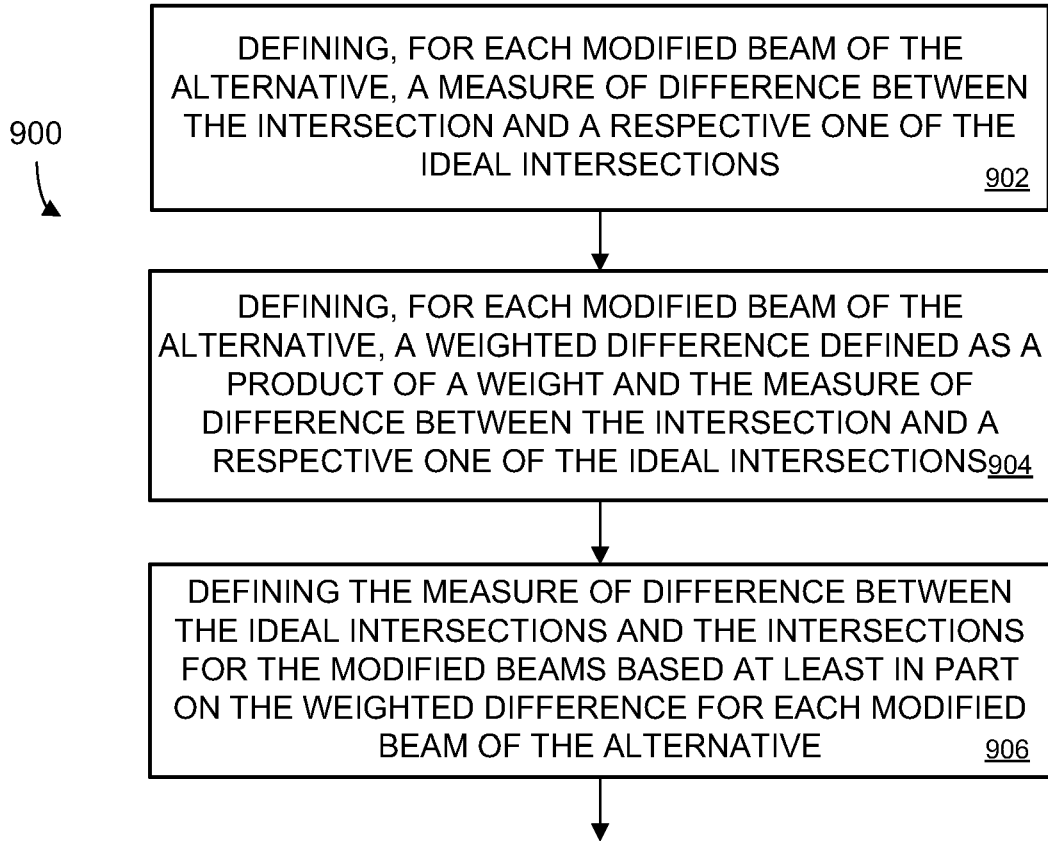 900
DEFINING, FOR EACH MODIFIED BEAM OF THE
ALTERNATIVE, A MEASURE OF DIFFERENCE BETWEEN
THE INTERSECTION AND A RESPECTIVE ONE OF THE
IDEAL INTERSECTIONS
902
DEFINING, FOR EACH MODIFIED BEAM OF THE
ALTERNATIVE, A WEIGHTED DIFFERENCE DEFINED AS A
PRODUCT OF A WEIGHT AND THE MEASURE OF
DIFFERENCE BETWEEN THE INTERSECTION AND A
RESPECTIVE ONE OF THE IDEAL INTERSECTIONS 904
DEFINING THE MEASURE OF DIFFERENCE BETWEEN
THE IDEAL INTERSECTIONS AND THE INTERSECTIONS
FOR THE MODIFIED BEAMS BASED AT LEAST IN PART
ON THE WEIGHTED DIFFERENCE FOR EACH MODIFIED
BEAM OF THE ALTERNATIVE 906